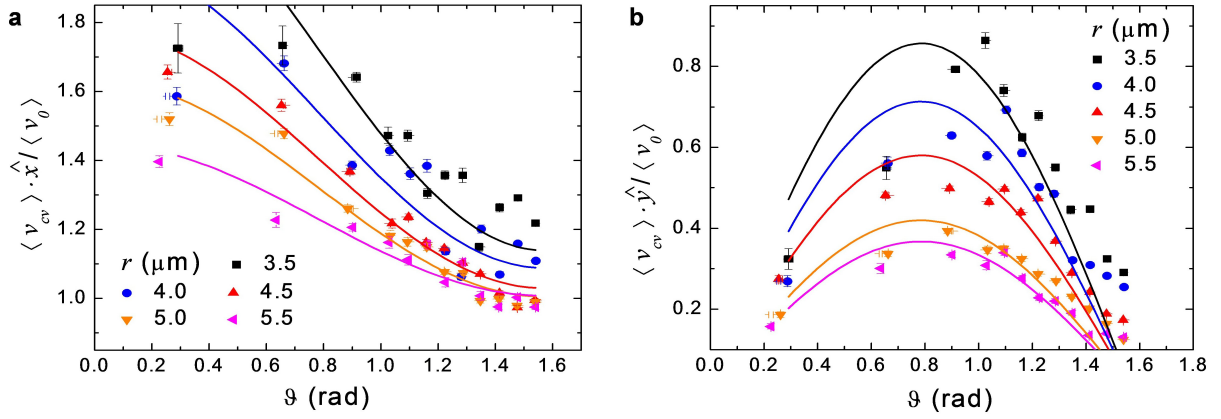 a
⟨v_cv⟩·x̂/⟨v_0⟩
1.8
1.6
1.4
1.2
1.0
r (μm)
3.5
4.0
4.5
5.0
5.5
0.0 0.2 0.4 0.6 0.8 1.0 1.2 1.4 1.6
ϑ (rad)
b
⟨v_cv⟩·ŷ/⟨v_0⟩
0.8
0.6
0.4
0.2
r (μm)
3.5
4.0
4.5
5.0
5.5
0.0 0.2 0.4 0.6 0.8 1.0 1.2 1.4 1.6 1.8
ϑ (rad)